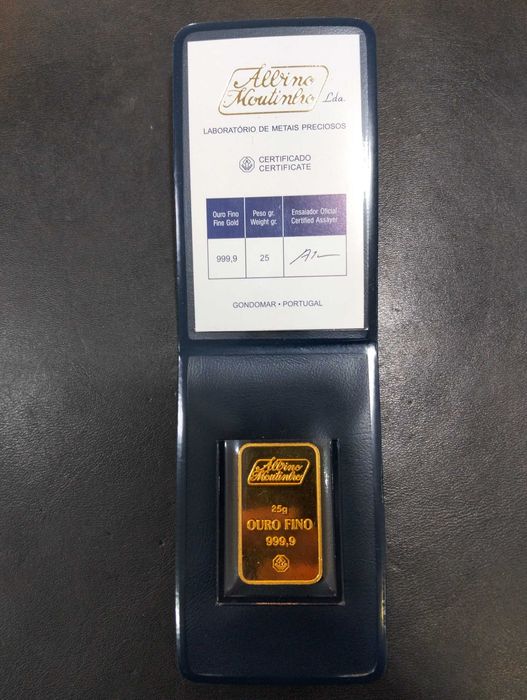 Albino
Moutinho Lda.
LABORATÓRIO DE METAIS PRECIOSOS
CERTIFICADO
CERTIFICATE
Ouro Fino Peso gr. Ensaiador Oficial
Fine Gold Weight gr. Certified Assayer
999,9 25
GONDOMAR • PORTUGAL
Albino
Moutinho
25g
OURO FINO
999,9